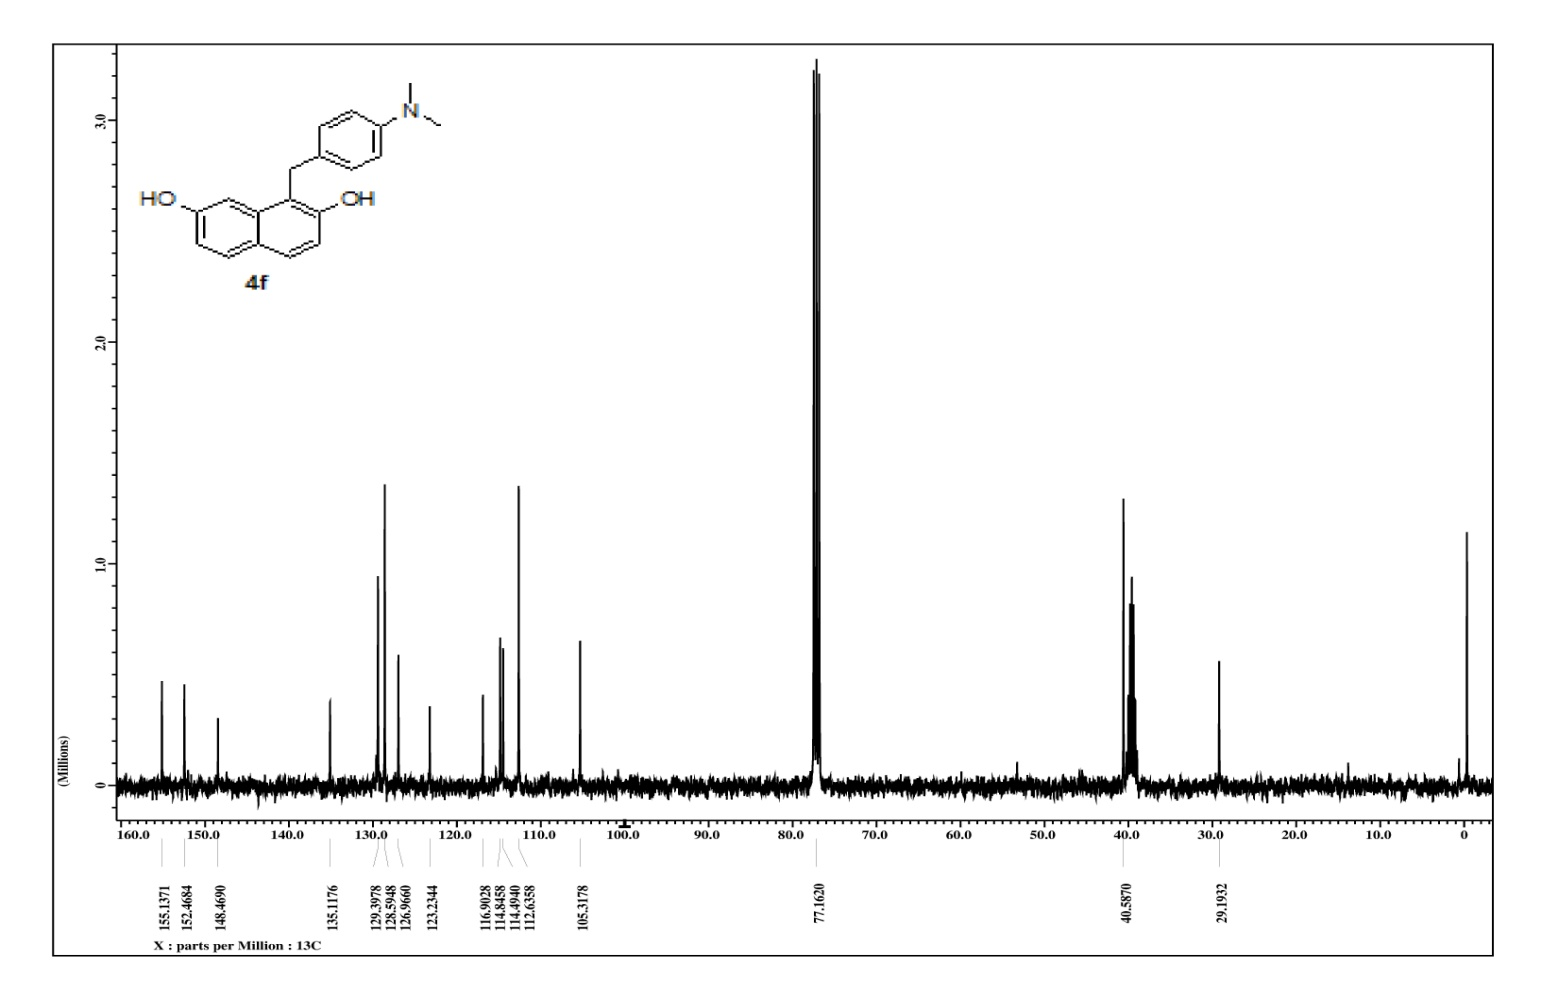 3.0
N
HO
OH
4f
2.0
1.0
(Millions)
0
160.0 150.0 140.0 130.0 120.0 110.0 100.0 90.0 80.0 70.0 60.0 50.0 40.0 30.0 20.0 10.0 0
155.1371 152.4684 148.4690 135.1176 129.3978 128.5948 126.9660 123.2344 116.9028 114.8458 114.4940 112.6358 105.3178 77.1620 40.5870 29.1932
X : parts per Million : 13C